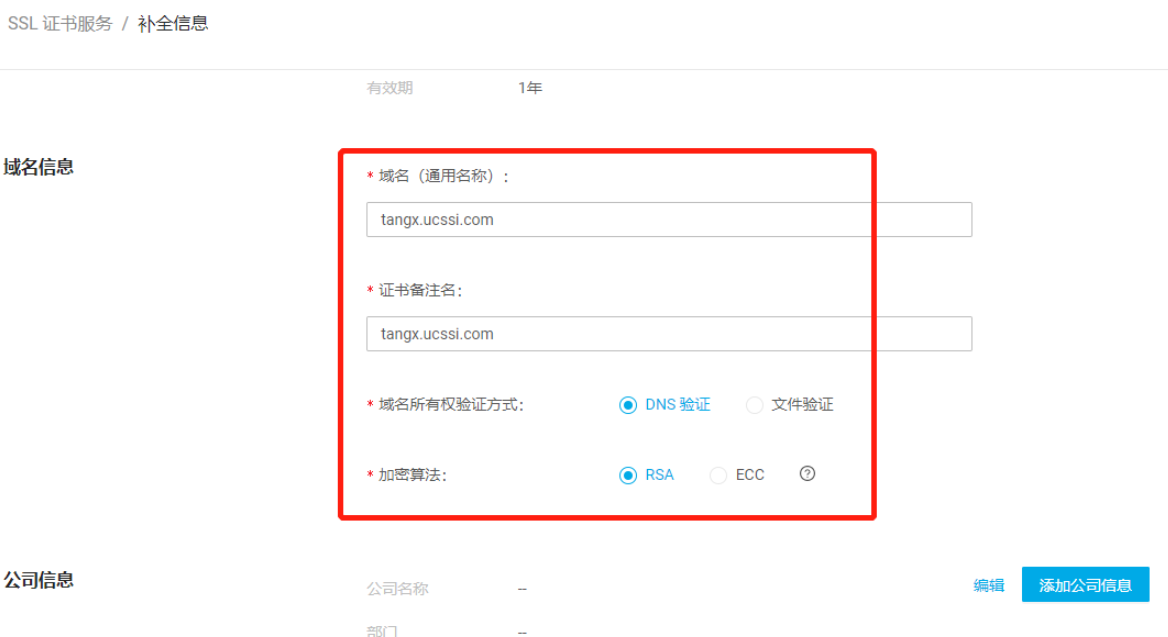 SSL 证书服务 / 补全信息
有效期 1年
域名信息
* 域名（通用名称）：
tangx.ucssi.com
* 证书备注名：
tangx.ucssi.com
* 域名所有权验证方式： DNS 验证 文件验证
* 加密算法： RSA ECC ?
公司信息
公司名称 -- 编辑 添加公司信息
部门 --